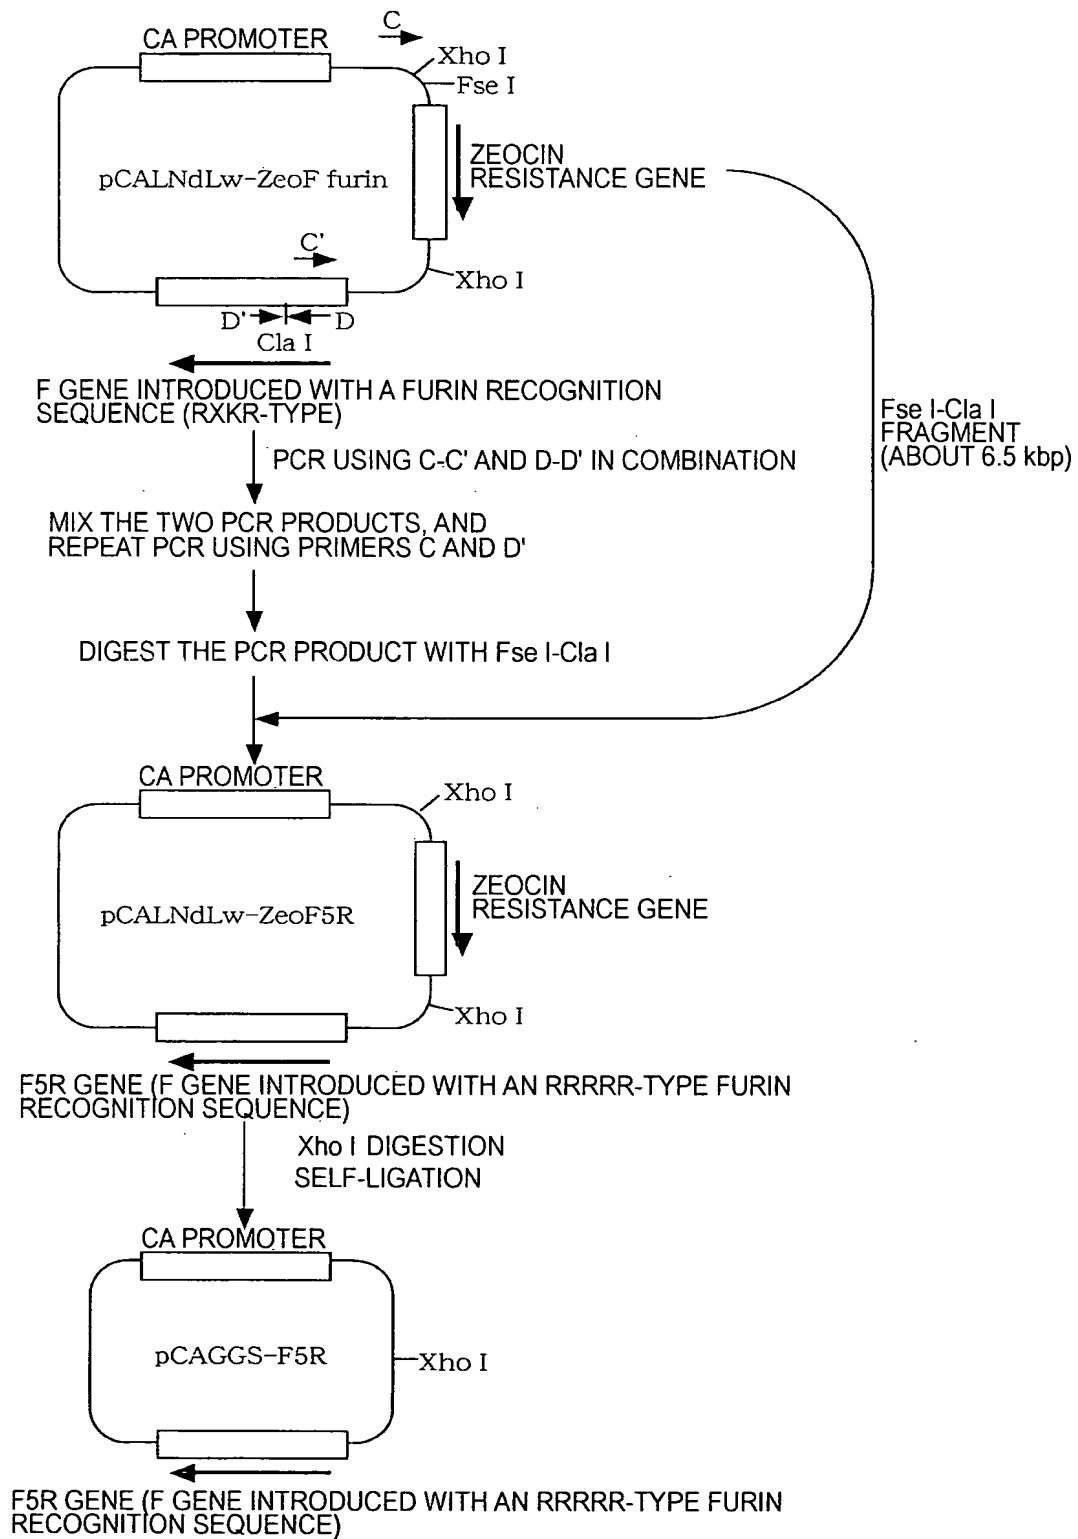 C
CA PROMOTER
Xho I
Fse I
ZEOCIN
RESISTANCE GENE
pCALNdLw-ZeoF furin
C'
Xho I
D'
D
Cla I
F GENE INTRODUCED WITH A FURIN RECOGNITION
SEQUENCE (RXKR-TYPE)
Fse I-Cla I
FRAGMENT
(ABOUT 6.5 kbp)
PCR USING C-C' AND D-D' IN COMBINATION
MIX THE TWO PCR PRODUCTS, AND
REPEAT PCR USING PRIMERS C AND D'
DIGEST THE PCR PRODUCT WITH Fse I-Cla I
CA PROMOTER
Xho I
ZEOCIN
RESISTANCE GENE
pCALNdLw-ZeoF5R
Xho I
F5R GENE (F GENE INTRODUCED WITH AN RRRRR-TYPE FURIN
RECOGNITION SEQUENCE)
Xho I DIGESTION
SELF-LIGATION
CA PROMOTER
pCAGGS-F5R
Xho I
F5R GENE (F GENE INTRODUCED WITH AN RRRRR-TYPE FURIN
RECOGNITION SEQUENCE)